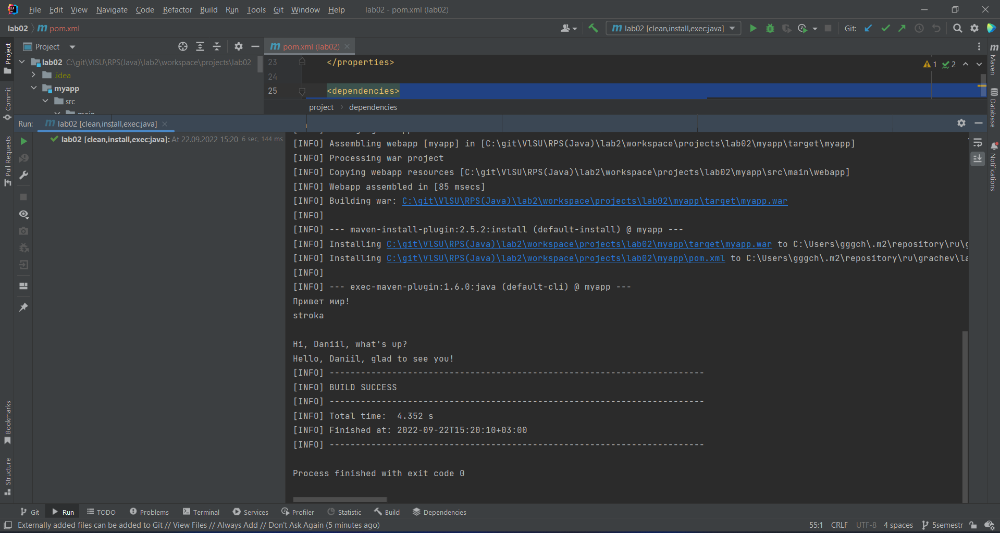 File Edit View Navigate Code Refactor Build Run Tools Git Window Help lab02 - pom.xml (lab02)
lab02 pom.xml lab02 [clean,install,exec:java] Git:
Project pom.xml (lab02)
lab02 C:\git\VlSU\RPS(Java)\lab2\workspace\projects\lab02
.idea
myapp
src
main
23 </properties>
24
25 <dependencies>
1 2
project dependencies
Run: lab02 [clean,install,exec:java]
lab02 [clean,install,exec:java]: At 22.09.2022 15:20 6 sec, 144 ms
[INFO] Assembling webapp [myapp] in [C:\git\VlSU\RPS(Java)\lab2\workspace\projects\lab02\myapp\target\myapp]
[INFO] Processing war project
[INFO] Copying webapp resources [C:\git\VlSU\RPS(Java)\lab2\workspace\projects\lab02\myapp\src\main\webapp]
[INFO] Webapp assembled in [85 msecs]
[INFO] Building war: C:\git\VlSU\RPS(Java)\lab2\workspace\projects\lab02\myapp\target\myapp.war
[INFO]
[INFO] --- maven-install-plugin:2.5.2:install (default-install) @ myapp ---
[INFO] Installing C:\git\VlSU\RPS(Java)\lab2\workspace\projects\lab02\myapp\target\myapp.war to C:\Users\gggch\.m2\repository\ru\g
[INFO] Installing C:\git\VlSU\RPS(Java)\lab2\workspace\projects\lab02\myapp\pom.xml to C:\Users\gggch\.m2\repository\ru\grachev\la
[INFO]
[INFO] --- exec-maven-plugin:1.6.0:java (default-cli) @ myapp ---
Привет мир!
stroka
Hi, Daniil, what's up?
Hello, Daniil, glad to see you!
[INFO] ------------------------------------------------------------------------
[INFO] BUILD SUCCESS
[INFO] ------------------------------------------------------------------------
[INFO] Total time:  4.352 s
[INFO] Finished at: 2022-09-22T15:20:10+03:00
[INFO] ------------------------------------------------------------------------
Process finished with exit code 0
Project
Commit
Pull Requests
Bookmarks
Structure
Maven
Database
Notifications
Git Run TODO Problems Terminal Services Profiler Statistic Build Dependencies
Externally added files can be added to Git // View Files // Always Add // Don't Ask Again (5 minutes ago) 55:1 CRLF UTF-8 4 spaces 5semestr